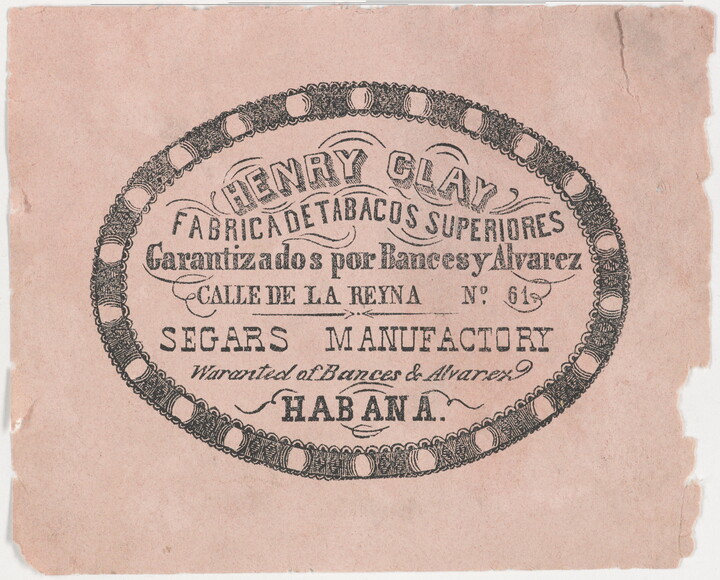 HENRY CLAY
FABRICA DE TABACOS SUPERIORES
Garantizados por Bances y Alvarez
CALLE DE LA REYNA Nº 61
SEGARS MANUFACTORY
Waranted of Bances & Alvarez
HABANA.